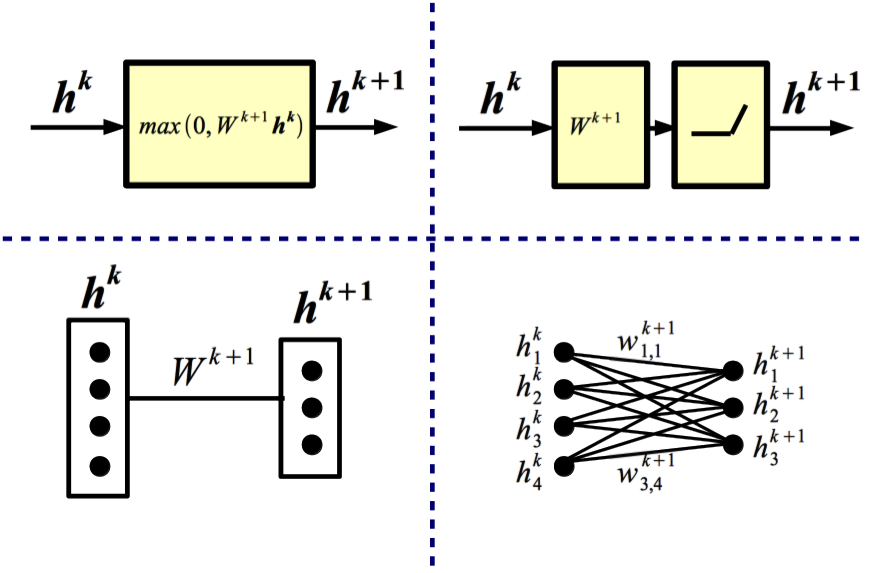 h^k
h^{k+1}
max(0, W^{k+1} h^k)
h^k
h^{k+1}
W^{k+1}
h^k
h^{k+1}
W^{k+1}
h_1^k
w_{1,1}^{k+1}
h_1^{k+1}
h_2^k
h_2^{k+1}
h_3^k
h_3^{k+1}
h_4^k
w_{3,4}^{k+1}